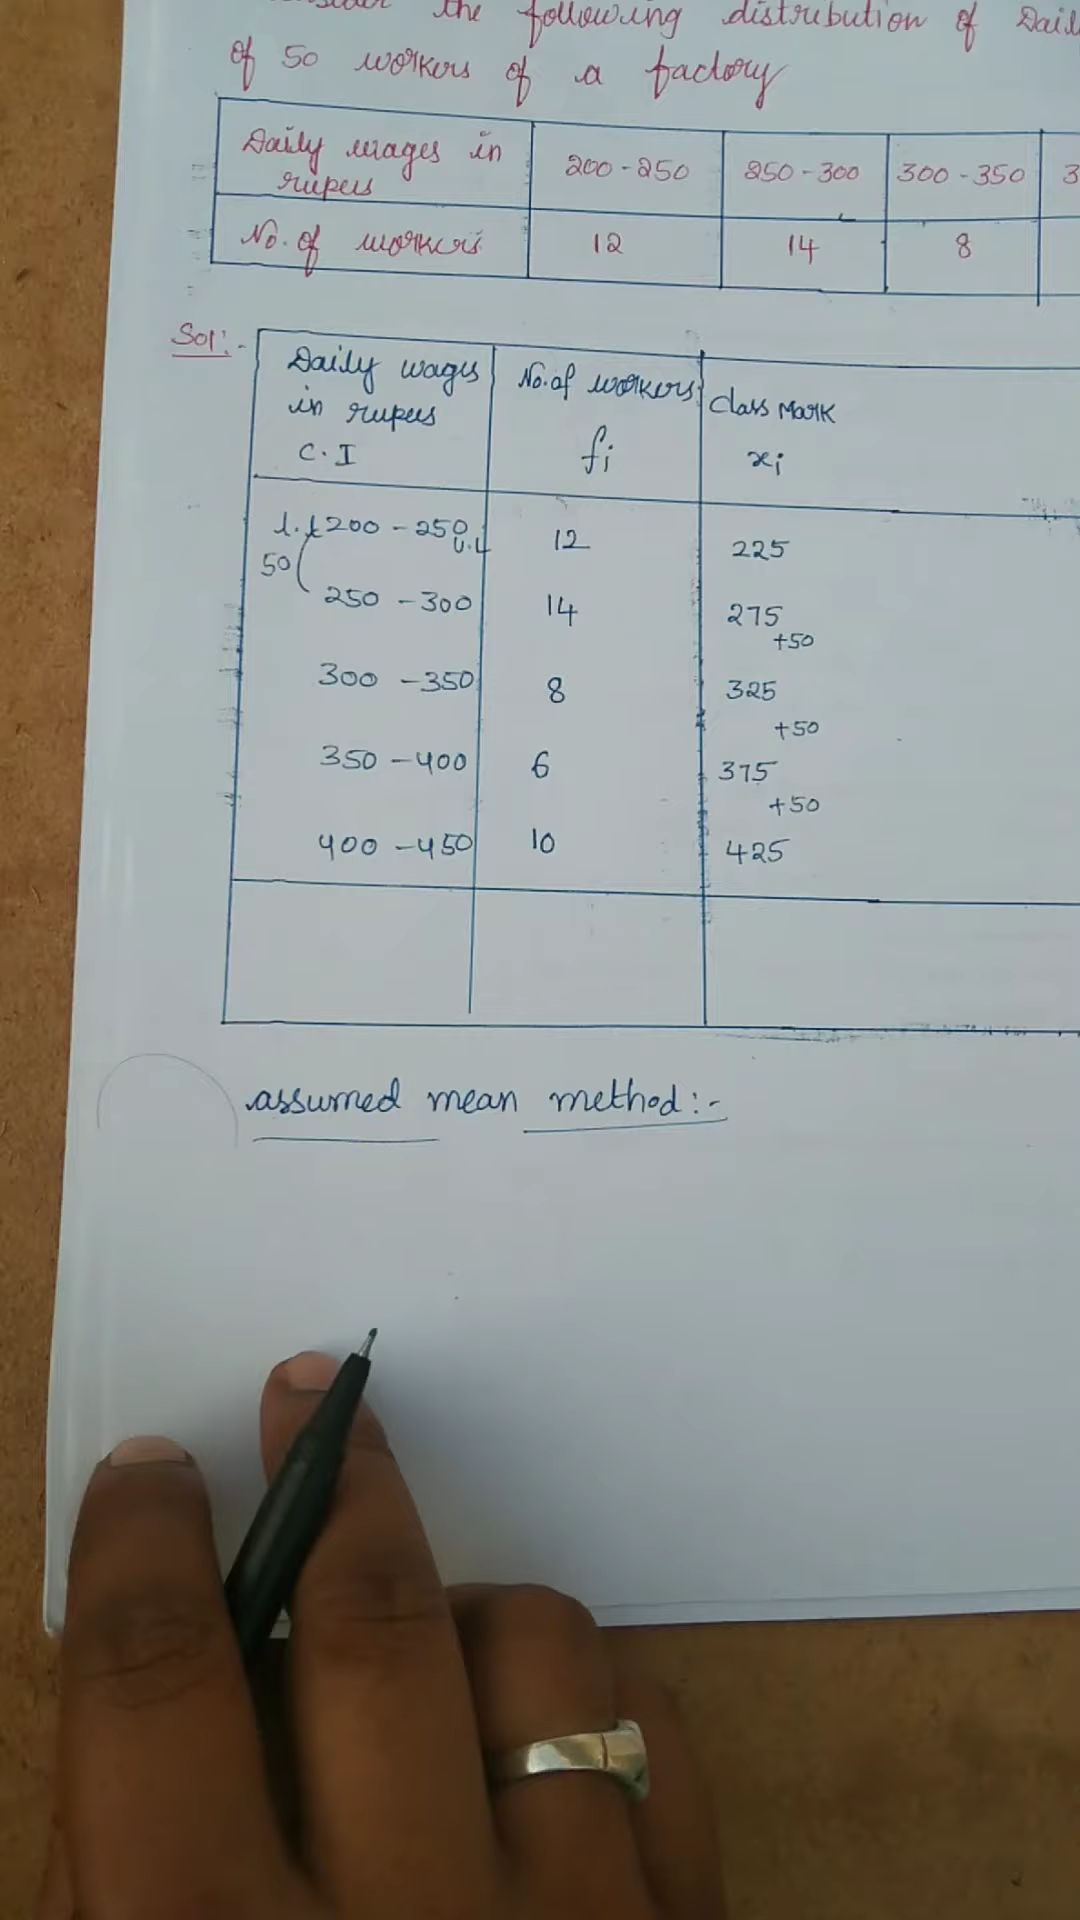 the following distribution of Dail
of 50 workers of a factory
Daily wages in rupees 200-250 250-300 300-350 3
No. of workers 12 14 8
Sol:-
Daily wages in rupees C.I No. of workers fi class mark xi
l.l 200 - 250 u.l 12 225
50
250 - 300 14 275
+50
300 - 350 8 325
+50
350 - 400 6 375
+50
400 - 450 10 425
assumed mean method:-